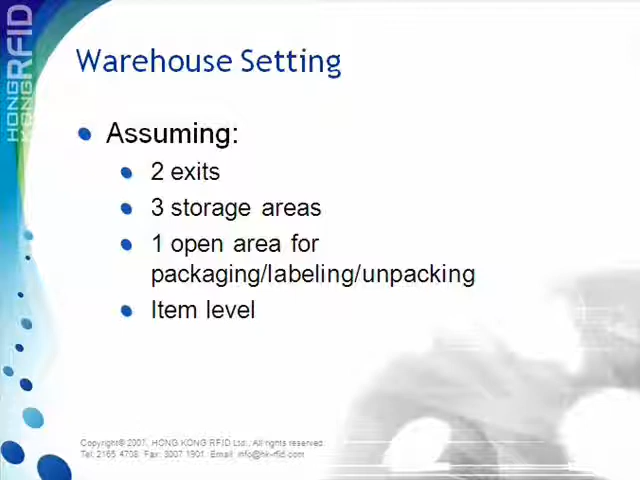 HONG KONG RFID
Warehouse Setting
Assuming:
2 exits
3 storage areas
1 open area for
packaging/labeling/unpacking
Item level
Copyright© 2007, HONG KONG RFID Ltd., All rights reserved.
Tel: 2165 4708 Fax: 3007 1901 Email: info@hk-rfid.com